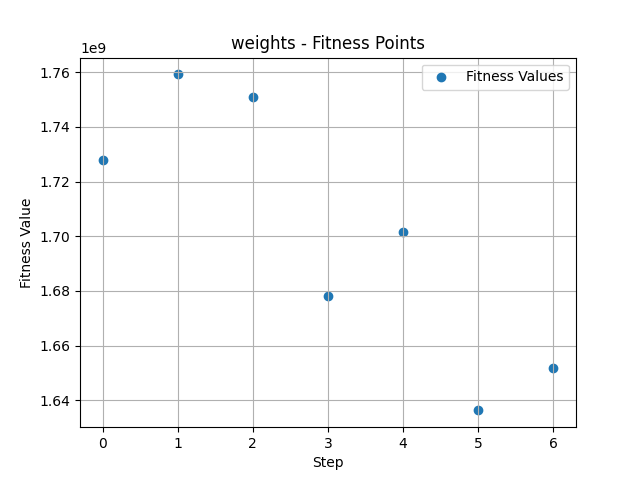 weights - Fitness Points
1e9
Fitness Values
1.76
1.74
1.72
1.70
1.68
1.66
1.64
Fitness Value
0 1 2 3 4 5 6
Step